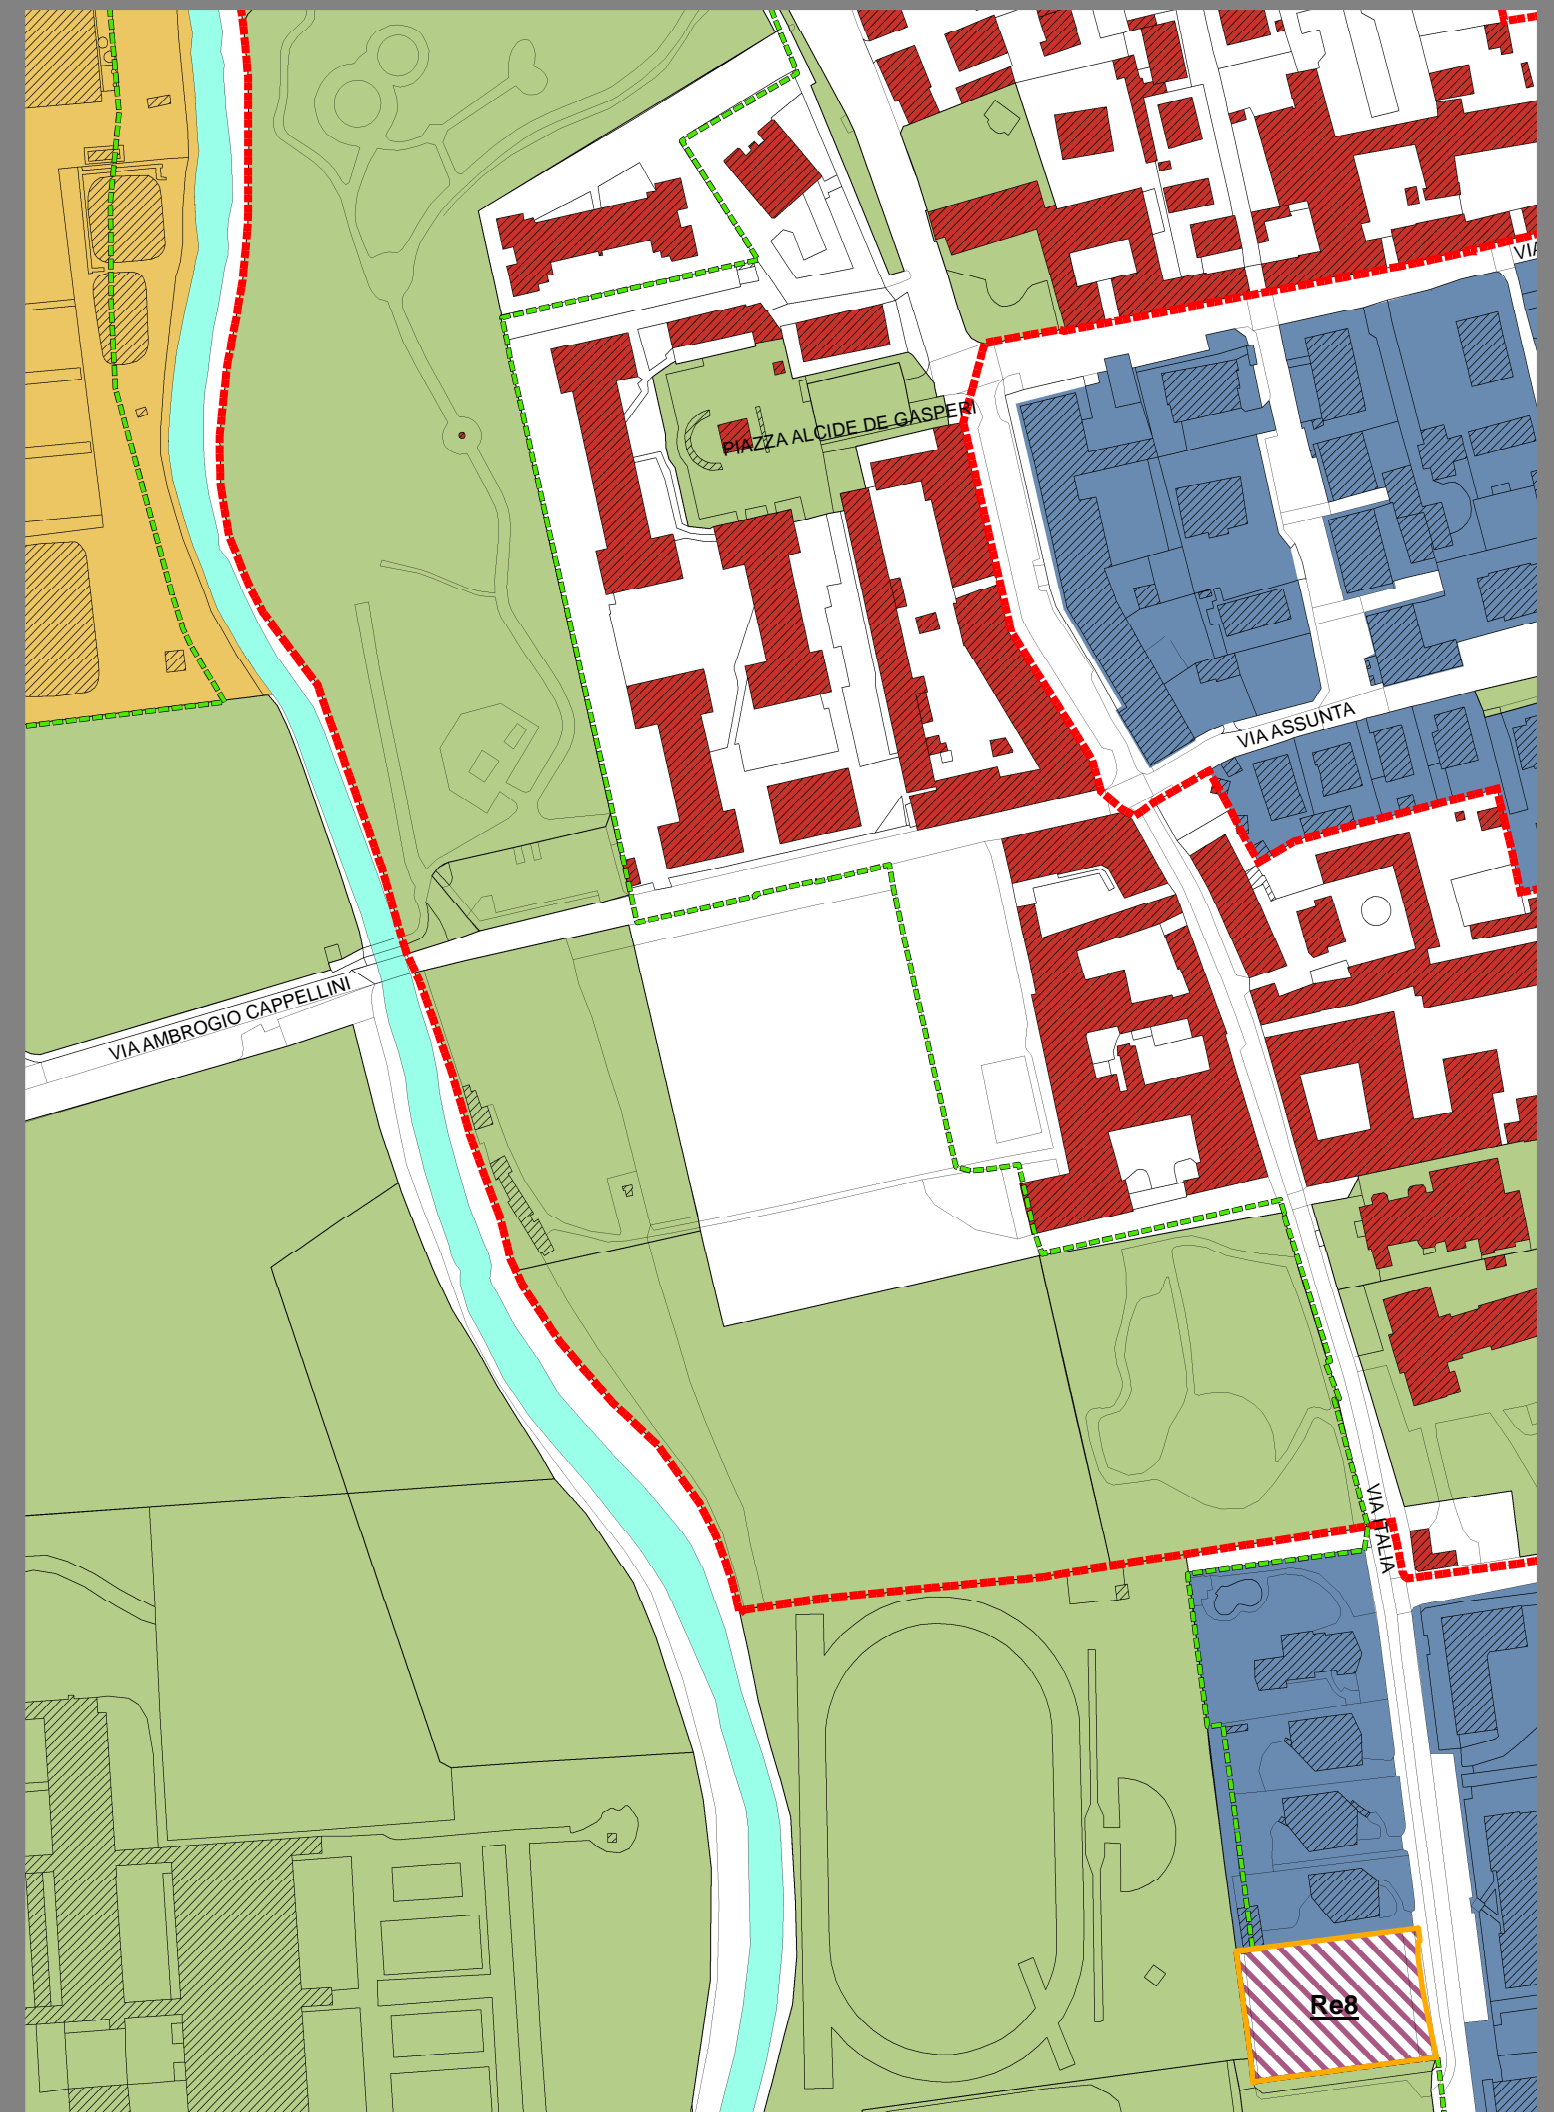 VIA
PIAZZA ALCIDE DE GASPERI
VIA ASSUNTA
VIA AMBROGIO CAPPELLINI
VIA ITALIA
Re8